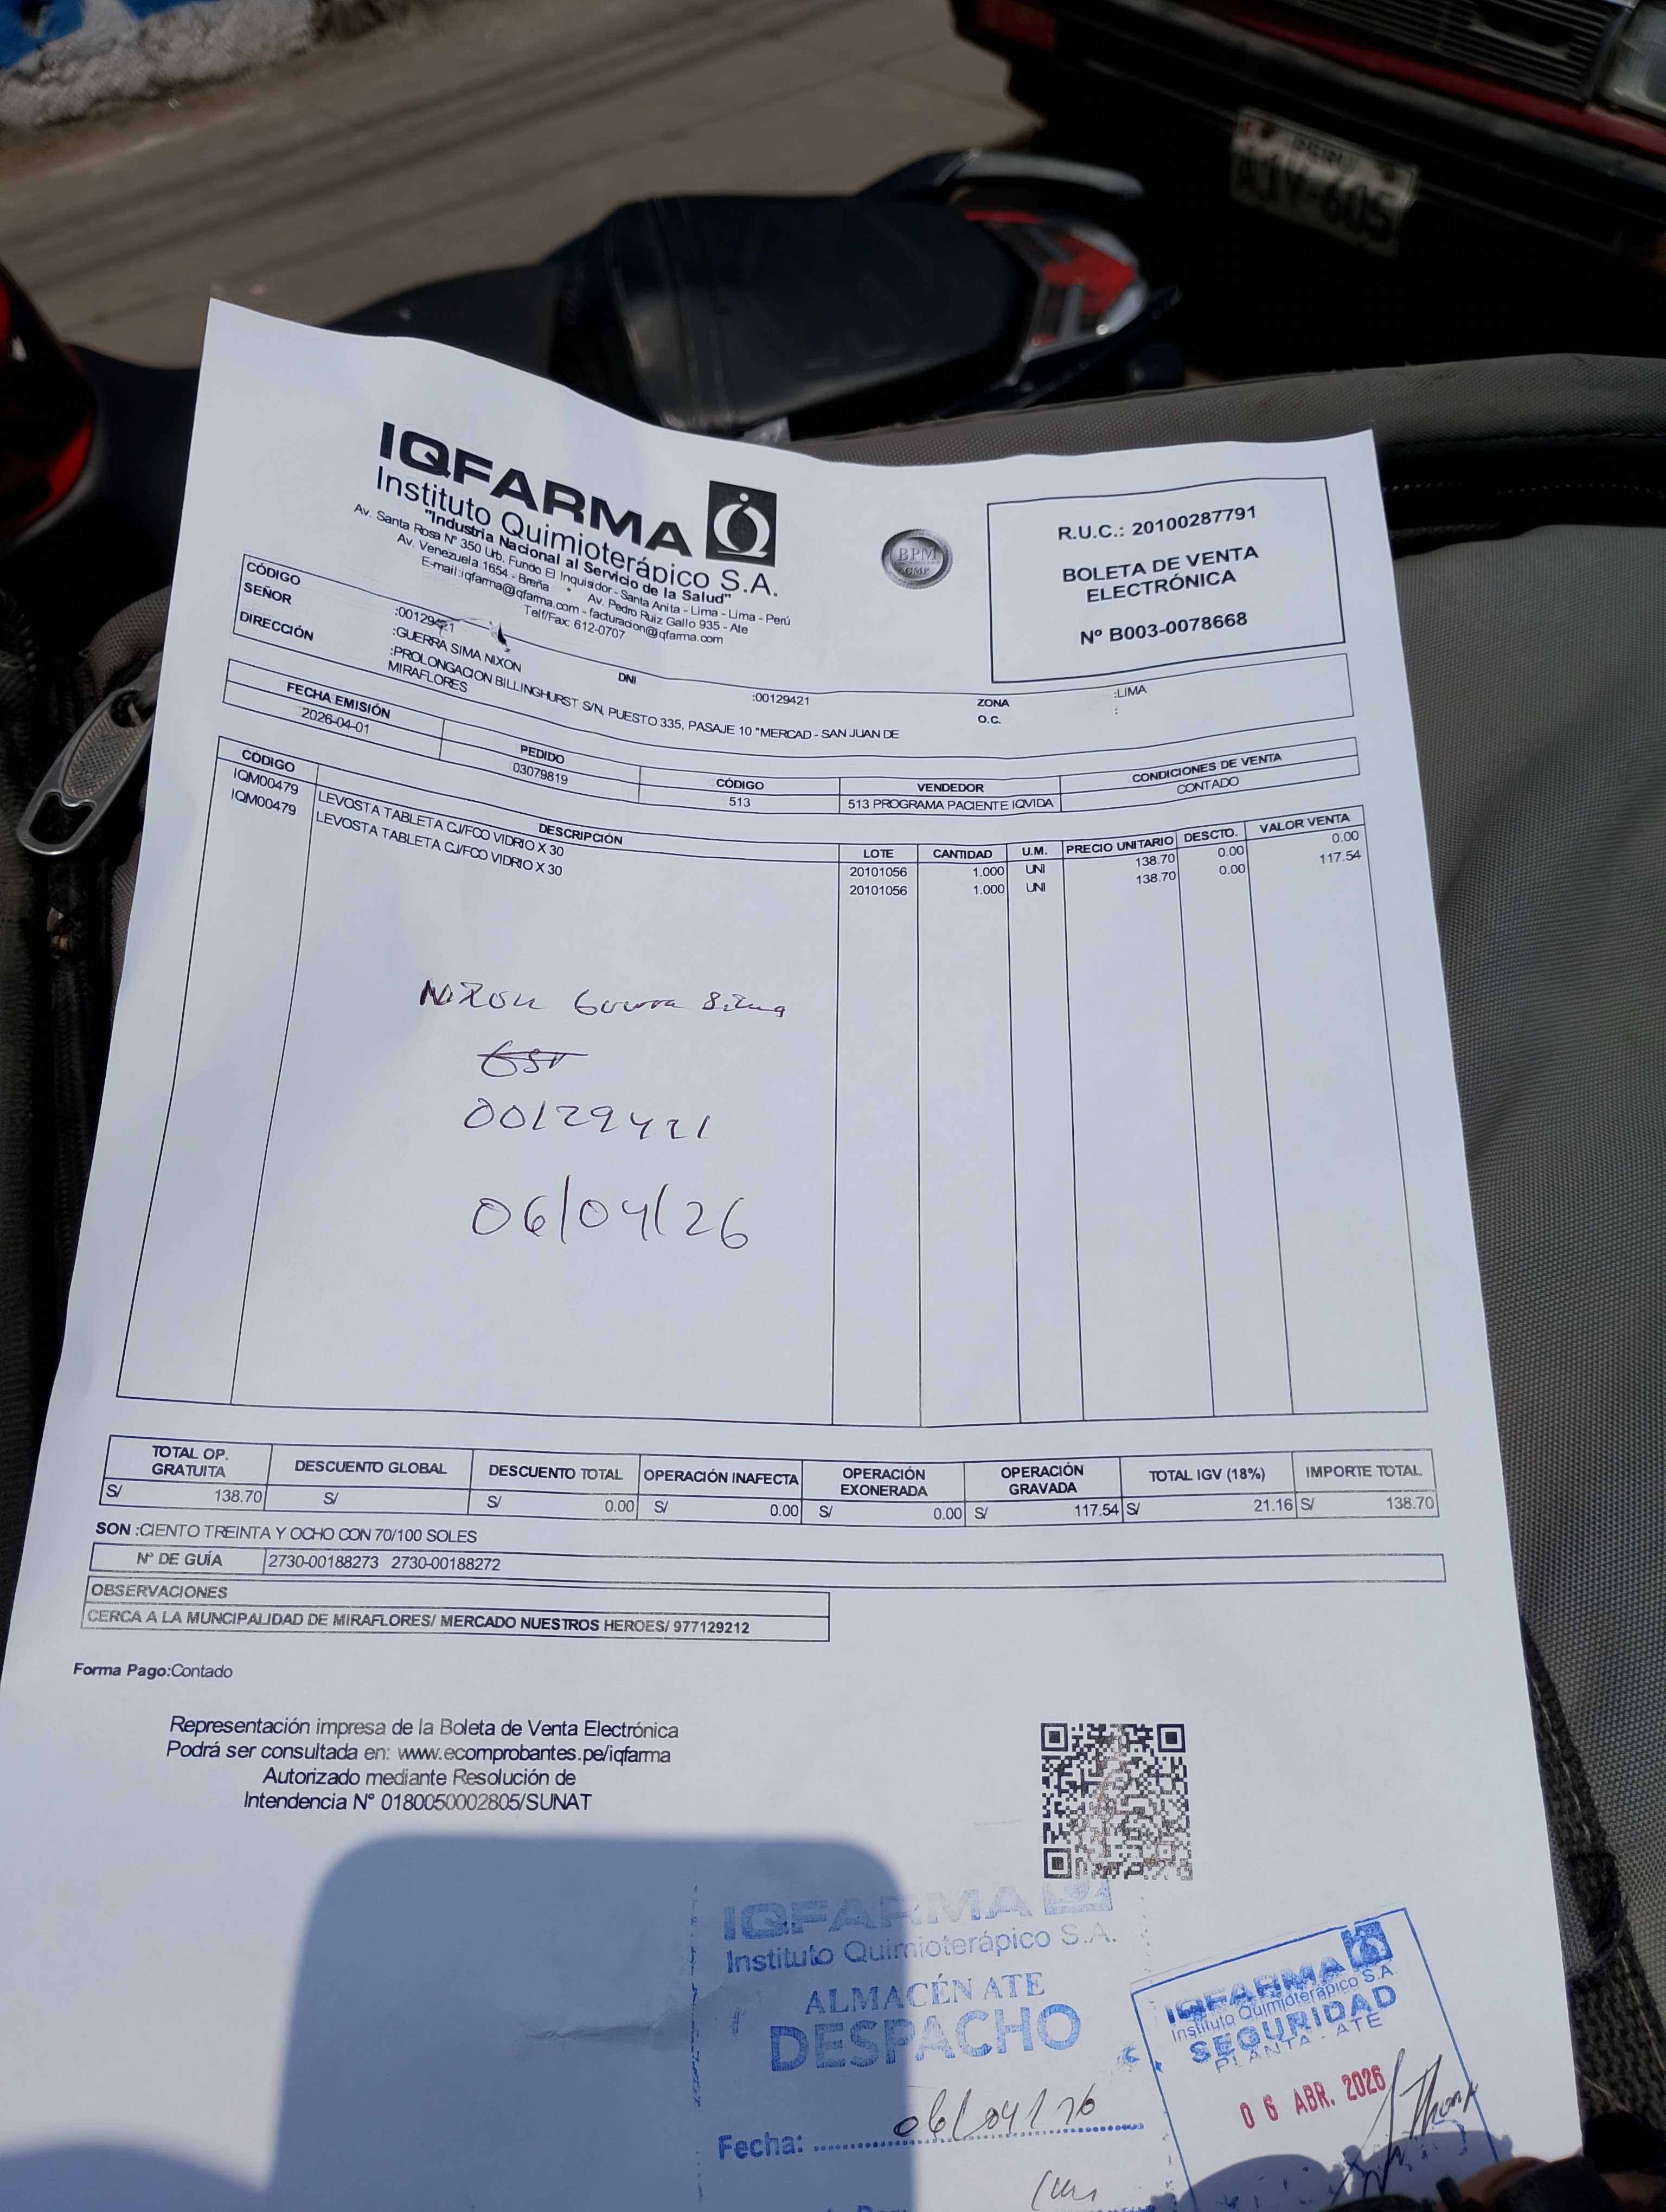 PERU
A1Y-605
IQFARMA
Instituto Quimioterápico S.A.
"Industria Nacional al Servicio de la Salud"
Av. Santa Rosa N° 350 Urb. Fundo El Inquisidor - Santa Anita - Lima - Lima - Perú
Av. Venezuela 1654 - Breña * Av. Pedro Ruiz Gallo 935 - Ate
E-mail:iqfarma@iqfarma.com - facturacion@iqfarma.com
Telf/Fax: 612-0707
BPM
GMP
R.U.C.: 20100287791
BOLETA DE VENTA
ELECTRÓNICA
Nº B003-0078668
CÓDIGO :00129421 DNI :00129421 ZONA :LIMA
SEÑOR :GUERRA SIMA NIXON O.C. :
DIRECCIÓN :PROLONGACION BILLINGHURST S/N, PUESTO 335, PASAJE 10 "MERCAD - SAN JUAN DE
MIRAFLORES
FECHA EMISIÓN PEDIDO CÓDIGO VENDEDOR CONDICIONES DE VENTA
2026-04-01 03079819 513 513 PROGRAMA PACIENTE IQVIDA CONTADO
CÓDIGO DESCRIPCIÓN LOTE CANTIDAD U.M. PRECIO UNITARIO DESCTO. VALOR VENTA
IQM00479 LEVOSTA TABLETA CJ/FCO VIDRIO X 30 20101056 1.000 UNI 138.70 0.00 0.00
IQM00479 LEVOSTA TABLETA CJ/FCO VIDRIO X 30 20101056 1.000 UNI 138.70 0.00 117.54
Nixon Guerra Sima
00129421
06/04/26
TOTAL OP. GRATUITA DESCUENTO GLOBAL DESCUENTO TOTAL OPERACIÓN INAFECTA OPERACIÓN EXONERADA OPERACIÓN GRAVADA TOTAL IGV (18%) IMPORTE TOTAL
S/ 138.70 S/ S/ 0.00 S/ 0.00 S/ 0.00 S/ 117.54 S/ 21.16 S/ 138.70
SON :CIENTO TREINTA Y OCHO CON 70/100 SOLES
Nº DE GUÍA 2730-00188273 2730-00188272
OBSERVACIONES
CERCA A LA MUNCIPALIDAD DE MIRAFLORES/ MERCADO NUESTROS HEROES/ 977129212
Forma Pago:Contado
Representación impresa de la Boleta de Venta Electrónica
Podrá ser consultada en: www.ecomprobantes.pe/iqfarma
Autorizado mediante Resolución de
Intendencia N° 0180050002805/SUNAT
IQFARMA
Instituto Quimioterápico S.A.
ALMACÉN ATE
DESPACHO
Fecha: 06/04/26
IQFARMA
Instituto Quimioterápico S.A.
SEGURIDAD
PLANTA - ATE
06 ABR. 2026